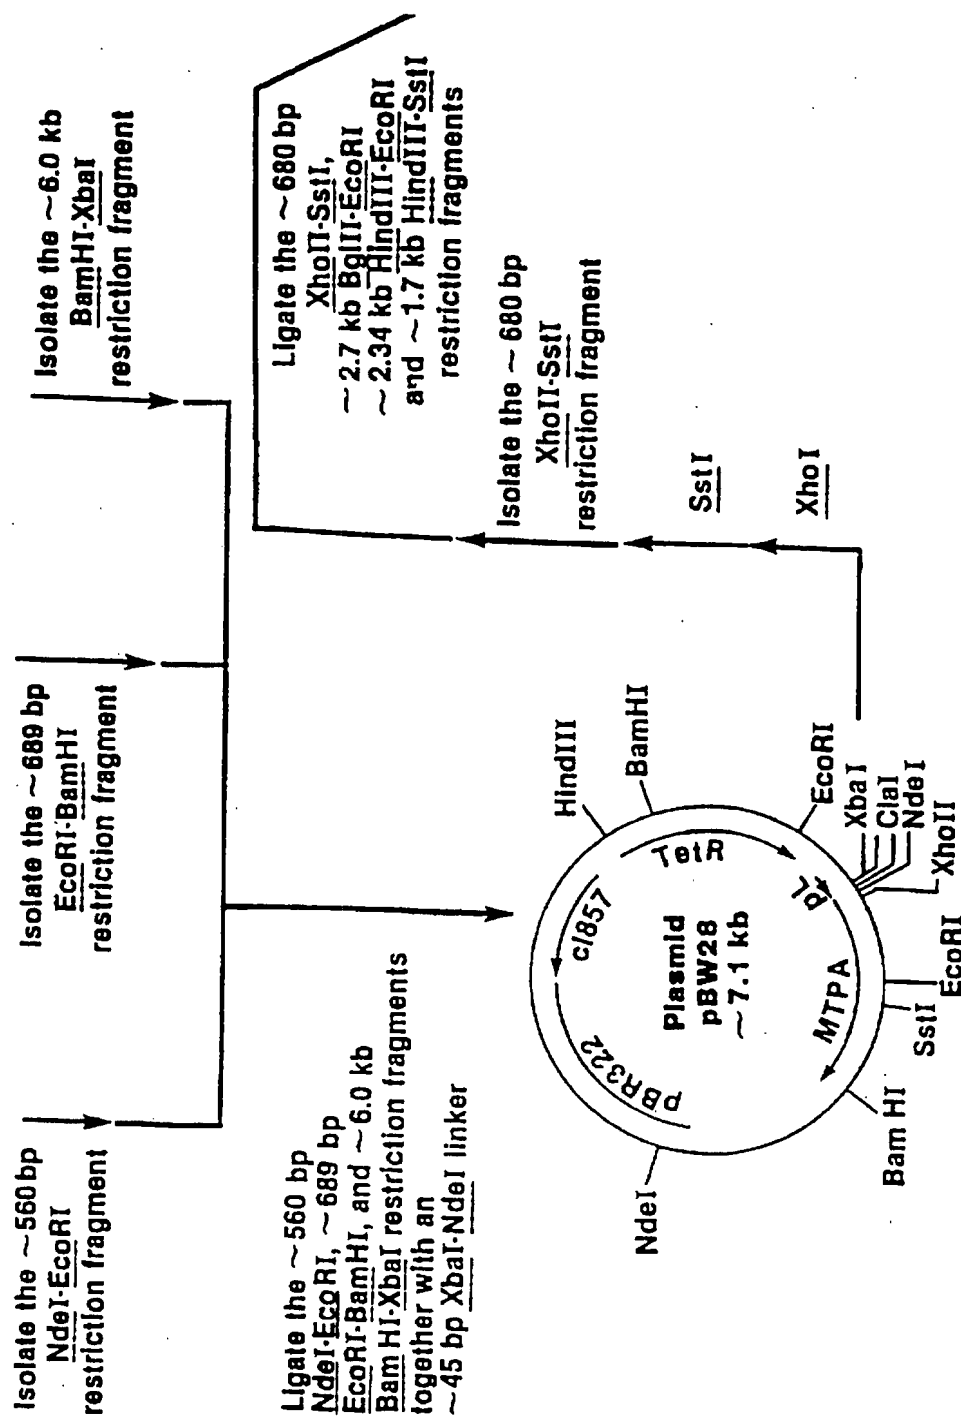 Isolate the ~560bp
NdeI-EcoRI
restriction fragment
Isolate the ~689 bp
EcoRI-BamHI
restriction fragment
Isolate the ~6.0 kb
BamHI-XbaI
restriction fragment
Ligate the ~560 bp
NdeI-EcoRI, ~689 bp
EcoRI-BamHI, and ~6.0 kb
Bam HI-XbaI restriction fragments
together with an
~45 bp XbaI-NdeI linker
Ligate the ~680 bp
XhoII-SstI,
~2.7 kb BglII-EcoRI
~2.34 kb HindIII-EcoRI
and ~1.7 kb HindIII-SstI
restriction fragments
Isolate the ~680 bp
XhoII-SstI
restriction fragment
SstI
XhoI
HindIII
BamHI
EcoRI
XbaI
ClaI
NdeI
XhoII
EcoRI
SstI
Bam HI
NdeI
cI857
TetR
pL
MTPA
pBR322
Plasmid
pBW28
~7.1 kb